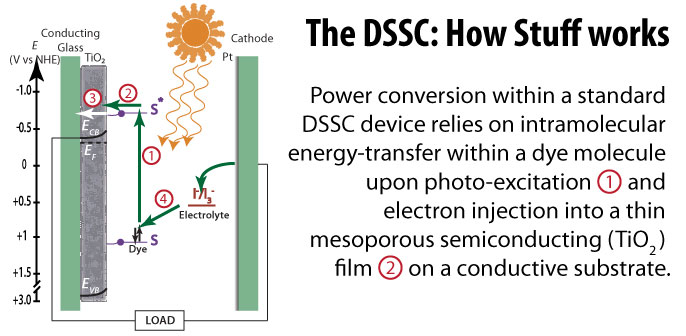 The DSSC: How Stuff works
Power conversion within a standard
DSSC device relies on intramolecular
energy-transfer within a dye molecule
upon photo-excitation ① and
electron injection into a thin
mesoporous semiconducting (TiO₂)
film ② on a conductive substrate.
Conducting
Glass
E
(V vs NHE)
TiO₂
Cathode
Pt
-1.0
-0.5
0
+0.5
+1
+1.5
+3.0
③
②
S*
E_CB
E_F
①
④
I⁻/I₃⁻
Electrolyte
S
Dye
E_VB
LOAD